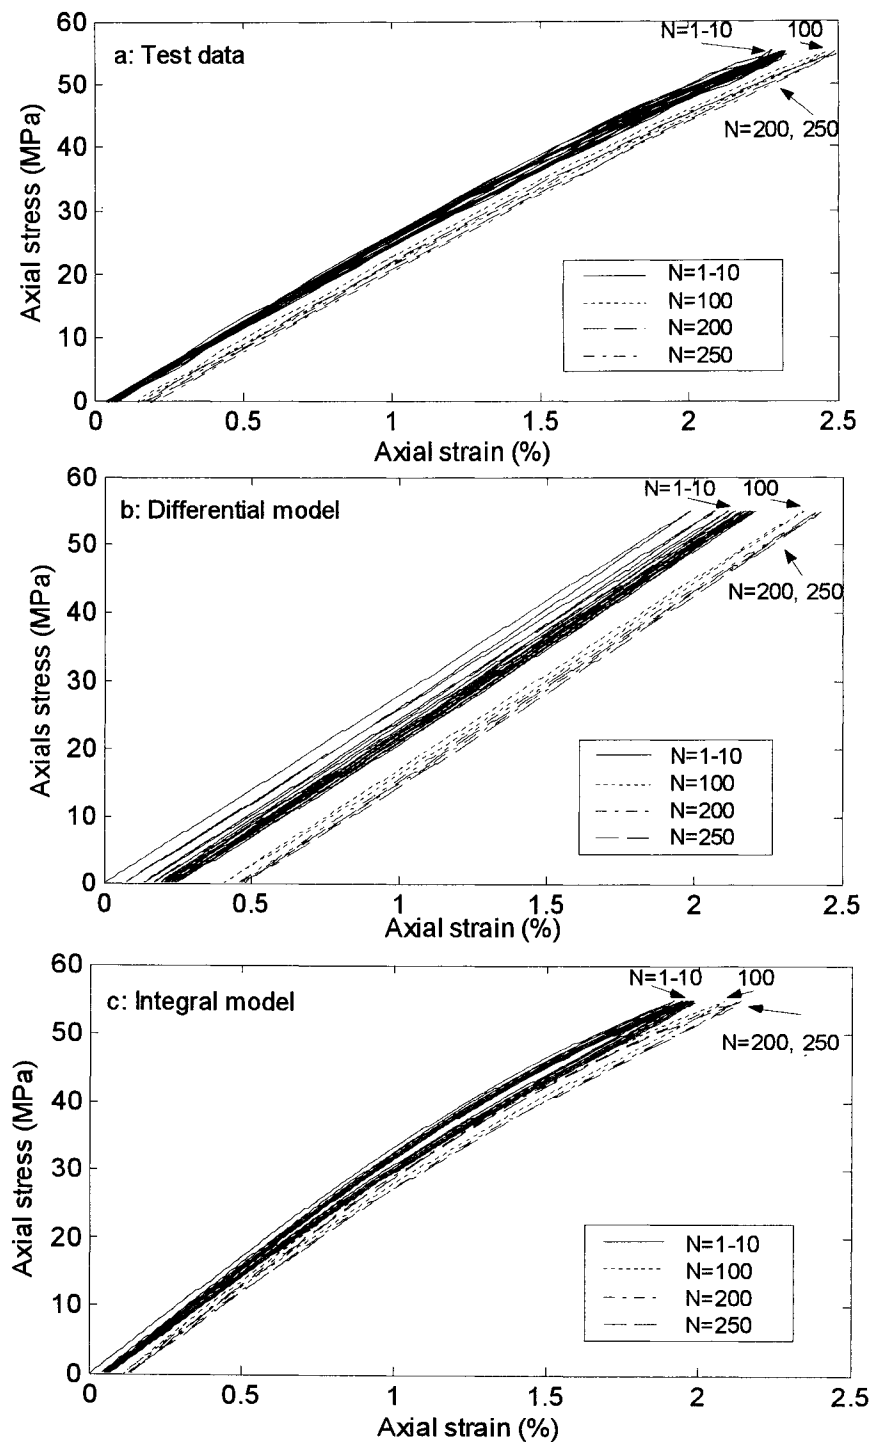 60
50
40
30
20
10
0
Axial stress (MPa)
a: Test data
N=1-10
100
N=200, 250
N=1-10
N=100
N=200
N=250
0
0.5
1
1.5
2
2.5
Axial strain (%)
60
50
40
30
20
10
0
Axials stress (MPa)
b: Differential model
N=1-10
100
N=200, 250
N=1-10
N=100
N=200
N=250
0
0.5
1
1.5
2
2.5
Axial strain (%)
60
50
40
30
20
10
0
Axial stress (MPa)
c: Integral model
N=1-10
100
N=200, 250
N=1-10
N=100
N=200
N=250
0
0.5
1
1.5
2
2.5
Axial strain (%)